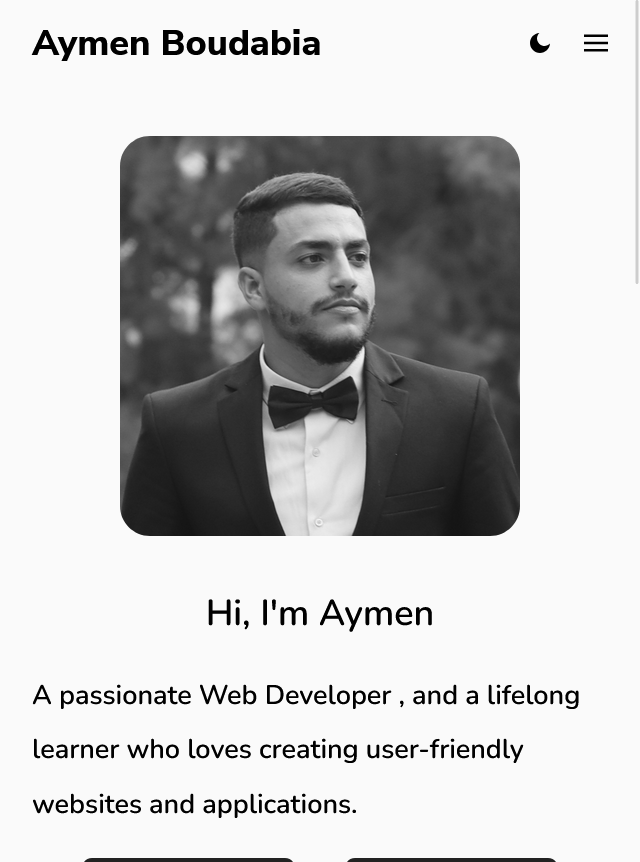 Aymen Boudabia
Hi, I'm Aymen
A passionate Web Developer , and a lifelong
learner who loves creating user-friendly
websites and applications.